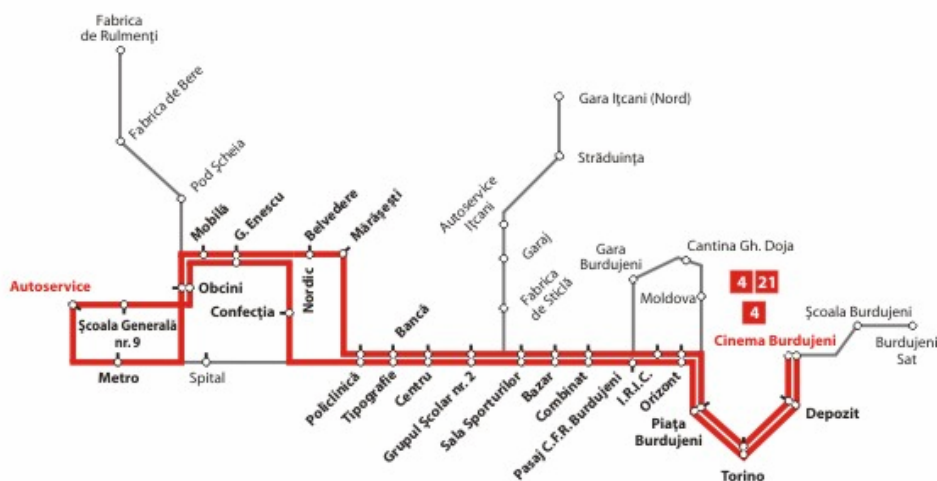 Fabrica
de Rulmenți
Fabrica de Bere
Pod Șcheia
Gara Ițcani (Nord)
Străduința
Autoservice
Ițcani
Garaj
Fabrica
de Sticlă
Mobilă
G. Enescu
Belvedere
Mărășești
Cantina Gh. Doja
Gara
Burdujeni
Moldova
4 21
4
Școala Burdujeni
Autoservice
Obcini
Confecția
Nordic
Cinema Burdujeni
Burdujeni
Sat
Școala Generală
nr. 9
Bancă
Metro
Spital
Policlinică
Tipografie
Centru
Grupul Școlar nr. 2
Sala Sporturilor
Bazar
Combinat
Pasaj C.F.R. Burdujeni
I.R.I.C.
Orizont
Piața
Burdujeni
Depozit
Torino